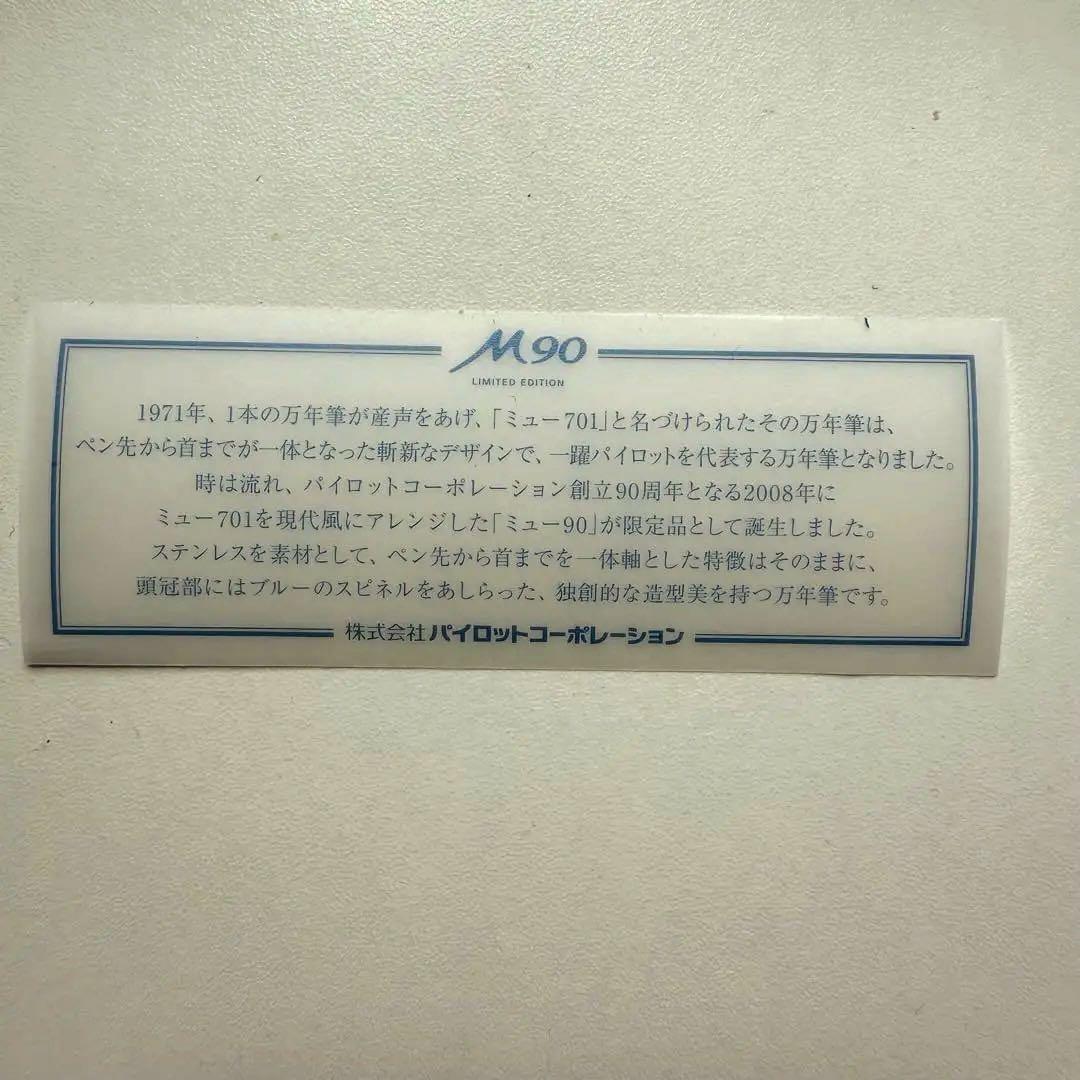 M90
LIMITED EDITION
1971年、1本の万年筆が産声をあげ、「ミュー701」と名づけられたその万年筆は、
ペン先から首までが一体となった斬新なデザインで、一躍パイロットを代表する万年筆となりました。
時は流れ、パイロットコーポレーション創立90周年となる2008年に
ミュー701を現代風にアレンジした「ミュー90」が限定品として誕生しました。
ステンレスを素材として、ペン先から首までを一体軸とした特徴はそのままに、
頭冠部にはブルーのスピネルをあしらった、独創的な造型美を持つ万年筆です。
株式会社パイロットコーポレーション